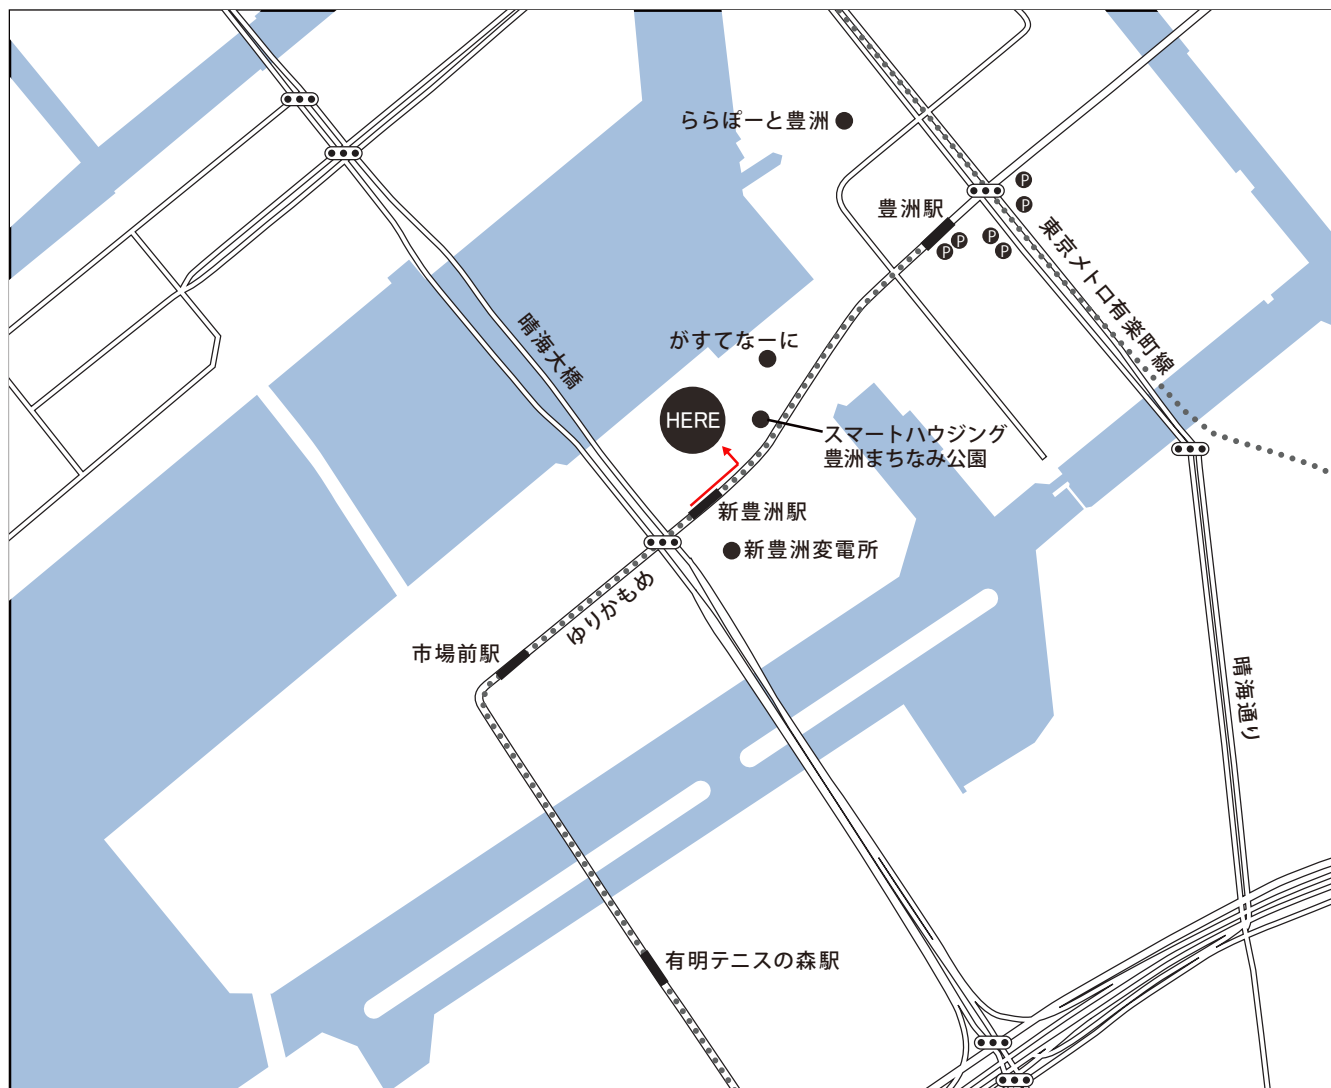 ららぽーと豊洲
P
P
豊洲駅
P
P
P
P
東京メトロ有楽町線
晴海大橋
がすてなーに
HERE
スマートハウジング
豊洲まちなみ公園
新豊洲駅
新豊洲変電所
ゆりかもめ
市場前駅
晴海通り
有明テニスの森駅